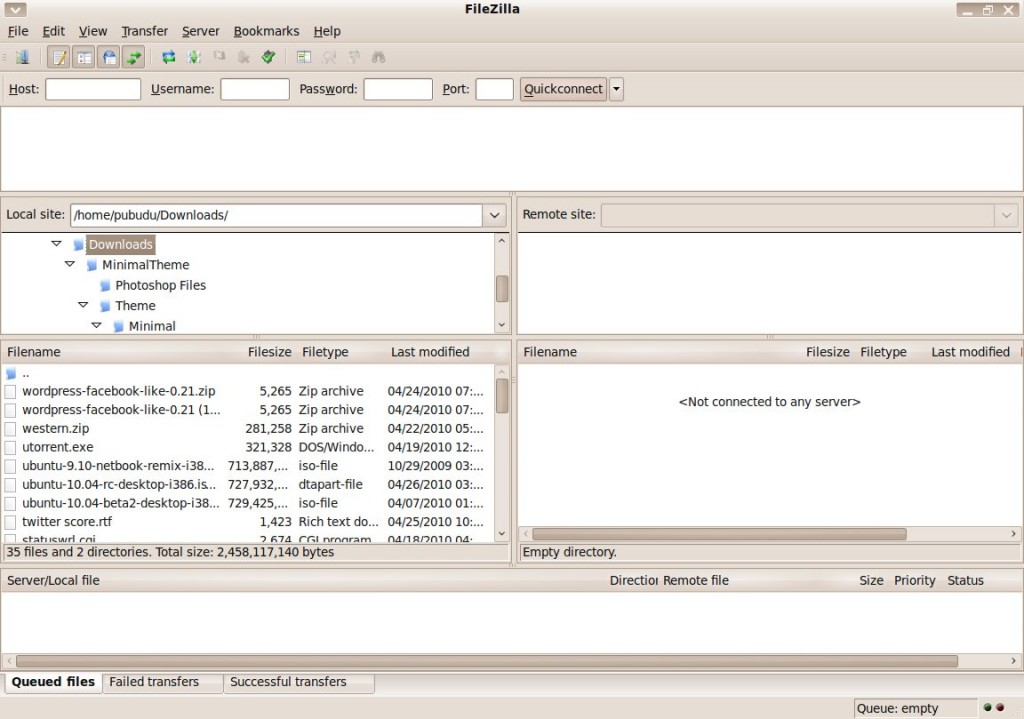 FileZilla
File Edit View Transfer Server Bookmarks Help
Host: Username: Password: Port: Quickconnect
Local site: /home/pubudu/Downloads/
Remote site:
Downloads
MinimalTheme
Photoshop Files
Theme
Minimal
Filename Filesize Filetype Last modified
..
wordpress-facebook-like-0.21.zip 5,265 Zip archive 04/24/2010 07:...
wordpress-facebook-like-0.21 (1... 5,265 Zip archive 04/24/2010 07:...
western.zip 281,258 Zip archive 04/22/2010 05:...
utorrent.exe 321,328 DOS/Windo... 04/19/2010 12:...
ubuntu-9.10-netbook-remix-i38... 713,887,... iso-file 10/29/2009 03:...
ubuntu-10.04-rc-desktop-i386.is... 727,932,... dtapart-file 04/26/2010 03:...
ubuntu-10.04-beta2-desktop-i38... 729,425,... iso-file 04/07/2010 01:...
twitter score.rtf 1,423 Rich text do... 04/25/2010 10:...
statuswrl.cgi 2,674 CGI program 04/18/2010 04:...
35 files and 2 directories. Total size: 2,458,117,140 bytes
Filename Filesize Filetype Last modified
<Not connected to any server>
Empty directory.
Server/Local file Direction Remote file Size Priority Status
Queued files Failed transfers Successful transfers
Queue: empty